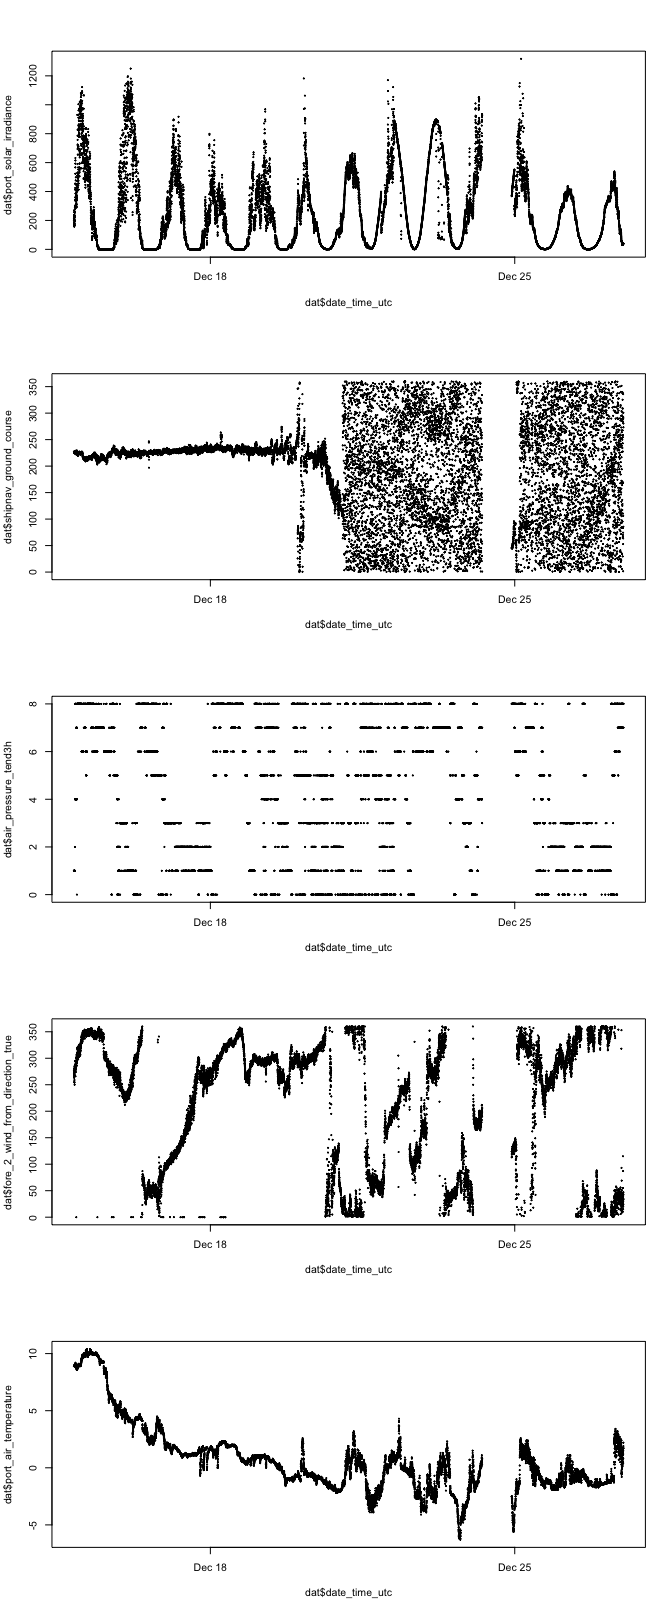 dat$port_solar_irradiance
0 200 400 600 800 1200
Dec 18 Dec 25
dat$date_time_utc
dat$shipnav_ground_course
0 50 100 150 200 250 300 350
Dec 18 Dec 25
dat$date_time_utc
dat$air_pressure_tend3h
0 2 4 6 8
Dec 18 Dec 25
dat$date_time_utc
dat$fore_2_wind_from_direction_true
0 50 100 150 200 250 300 350
Dec 18 Dec 25
dat$date_time_utc
dat$port_air_temperature
-5 0 5 10
Dec 18 Dec 25
dat$date_time_utc